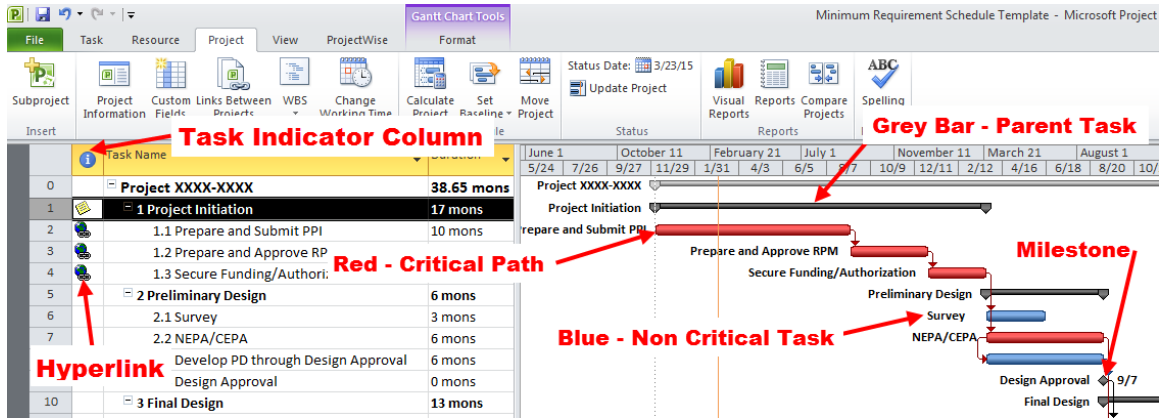 Gantt Chart Tools
Minimum Requirement Schedule Template - Microsoft Project
File Task Resource Project View ProjectWise Format
Subproject
Project Information
Custom Fields
Links Between Projects
WBS
Change Working Time
Calculate Project
Set Baseline
Move Project
Status Date: 3/23/15
Update Project
Visual Reports
Reports
Compare Projects
ABC
Spelling
Insert
Status
Reports
Task Indicator Column
Grey Bar - Parent Task
Task Name
Duration
June 1 October 11 February 21 July 1 November 11 March 21 August 1
5/24 7/26 9/27 11/29 1/31 4/3 6/5 8/7 10/9 12/11 2/12 4/16 6/18 8/20 10/
0 Project XXXX-XXXX 38.65 mons Project XXXX-XXXX
1 1 Project Initiation 17 mons Project Initiation
2 1.1 Prepare and Submit PPI 10 mons Prepare and Submit PPI
3 1.2 Prepare and Approve RP mons Prepare and Approve RPM
Red - Critical Path
Milestone
4 1.3 Secure Funding/Authori mons Secure Funding/Authorization
5 2 Preliminary Design 6 mons Preliminary Design
6 2.1 Survey 3 mons Survey
7 2.2 NEPA/CEPA 6 mons NEPA/CEPA
Blue - Non Critical Task
Hyperlink
Develop PD through Design Approval 6 mons
Design Approval 0 mons Design Approval 9/7
10 3 Final Design 13 mons Final Design